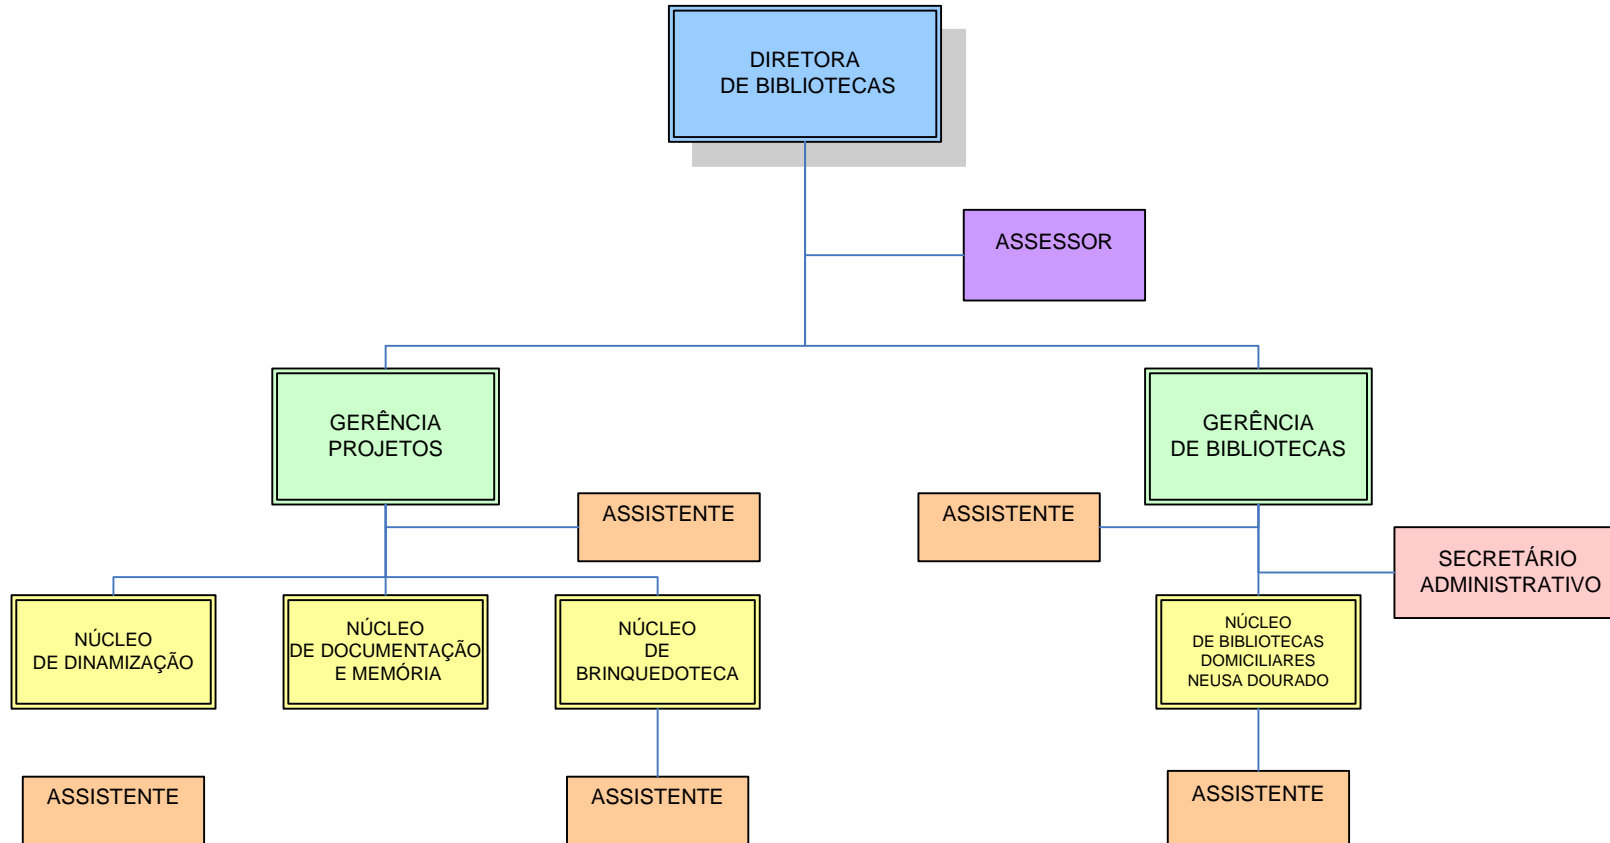 DIRETORA
DE BIBLIOTECAS
ASSESSOR
GERÊNCIA
PROJETOS
GERÊNCIA
DE BIBLIOTECAS
ASSISTENTE
ASSISTENTE
SECRETÁRIO
ADMINISTRATIVO
NÚCLEO
DE DINAMIZAÇÃO
NÚCLEO
DE DOCUMENTAÇÃO
E MEMÓRIA
NÚCLEO
DE
BRINQUEDOTECA
NÚCLEO
DE BIBLIOTECAS
DOMICILIARES
NEUSA DOURADO
ASSISTENTE
ASSISTENTE
ASSISTENTE